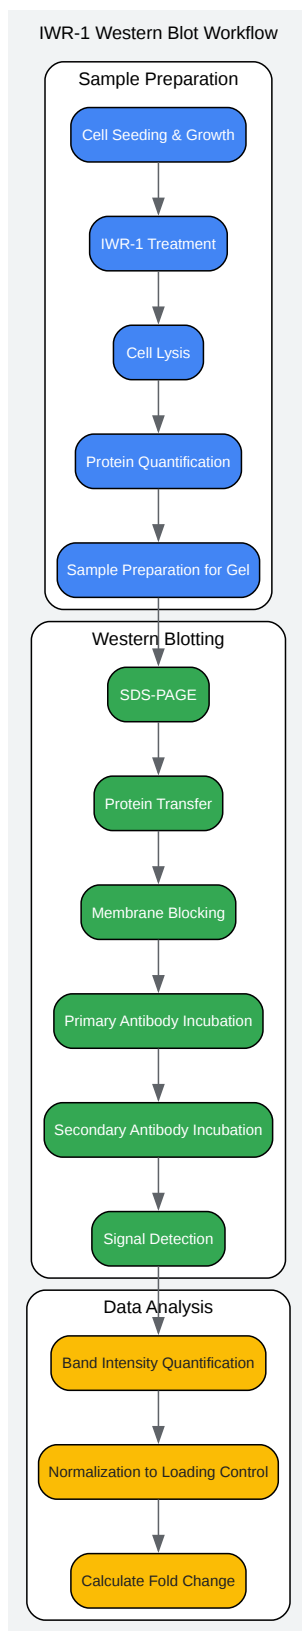 IWR-1 Western Blot Workflow
Sample Preparation
Cell Seeding & Growth
IWR-1 Treatment
Cell Lysis
Protein Quantification
Sample Preparation for Gel
Western Blotting
SDS-PAGE
Protein Transfer
Membrane Blocking
Primary Antibody Incubation
Secondary Antibody Incubation
Signal Detection
Data Analysis
Band Intensity Quantification
Normalization to Loading Control
Calculate Fold Change